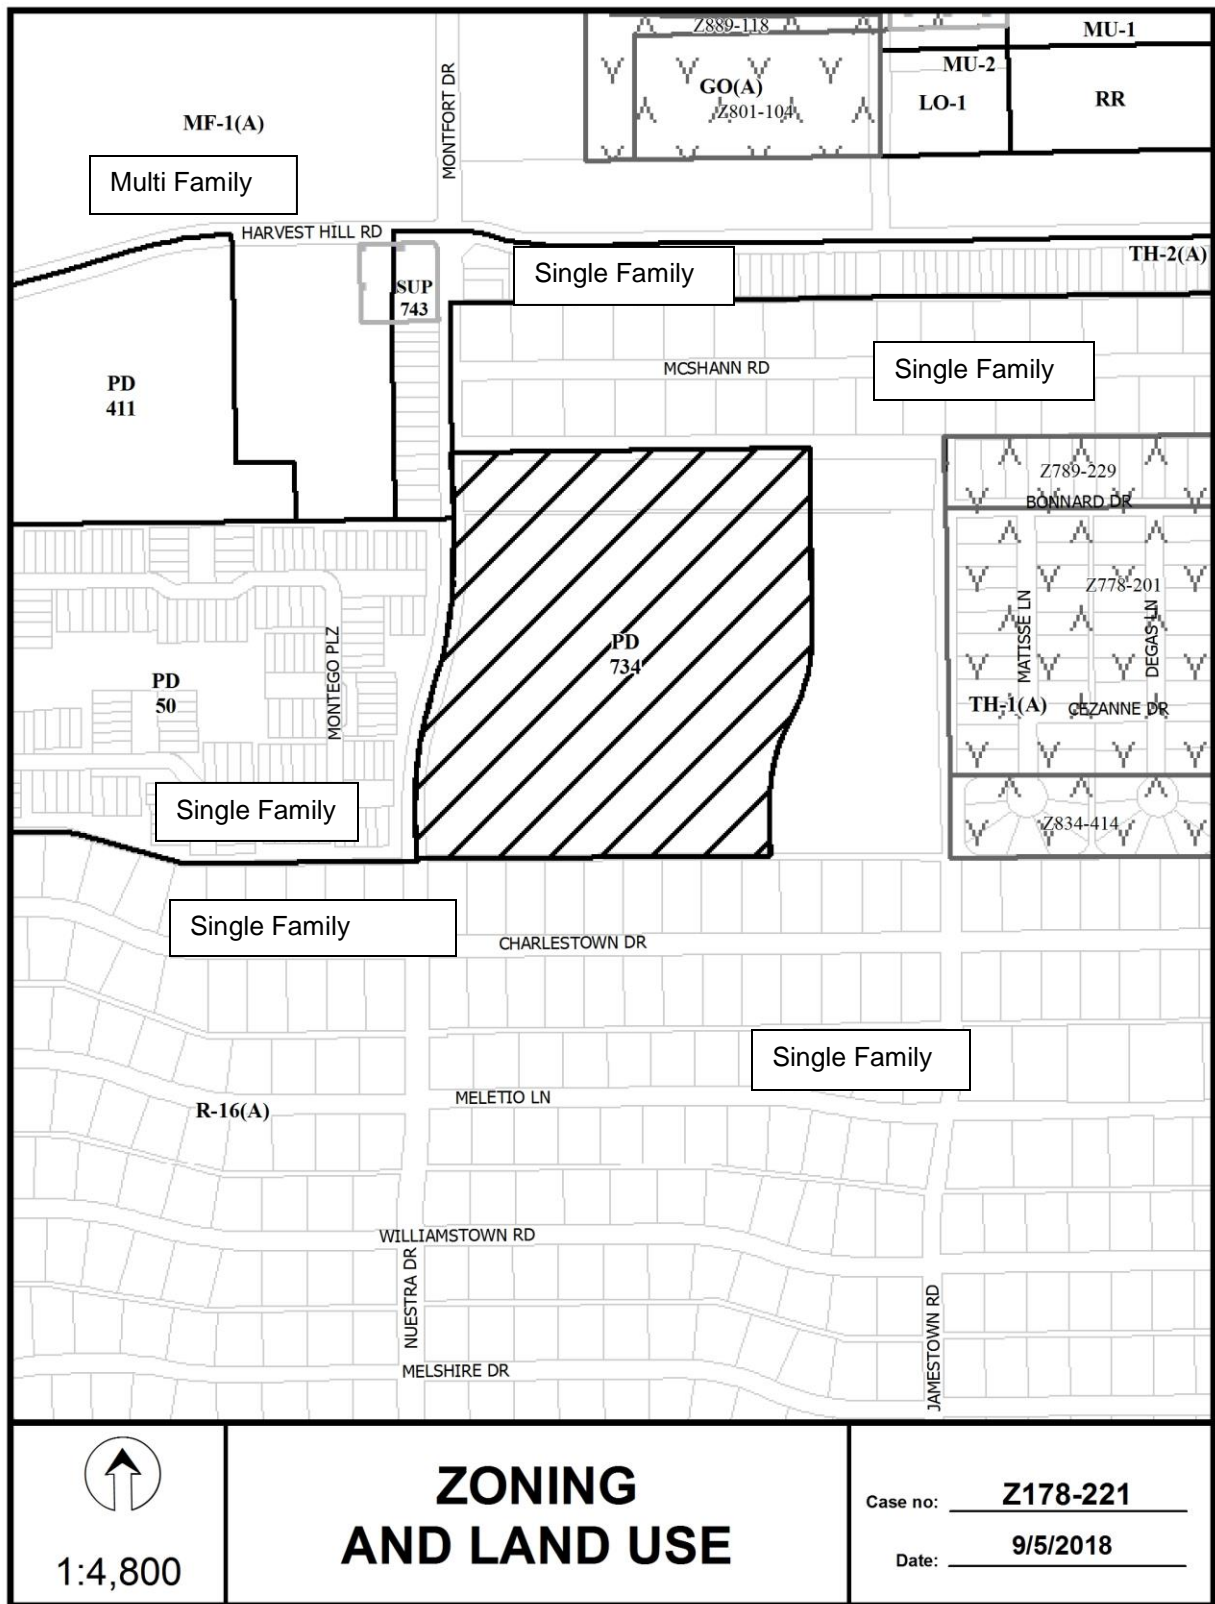 Z889-118
MU-1
MU-2
GO(A)
Z801-104
LO-1
RR
MF-1(A)
MONTFORT DR
Multi Family
HARVEST HILL RD
TH-2(A)
Single Family
SUP
743
MCSHANN RD
Single Family
PD
411
Z789-229
BONNARD DR
Z778-201
MATISSE LN
DEGAS LN
MONTEGO PLZ
PD
734
PD
50
TH-1(A)
CEZANNE DR
Single Family
Z834-414
Single Family
CHARLESTOWN DR
Single Family
MELETIO LN
R-16(A)
WILLIAMSTOWN RD
NUESTRA DR
JAMESTOWN RD
MELSHIRE DR
1:4,800
ZONING
AND LAND USE
Case no: Z178-221
Date: 9/5/2018